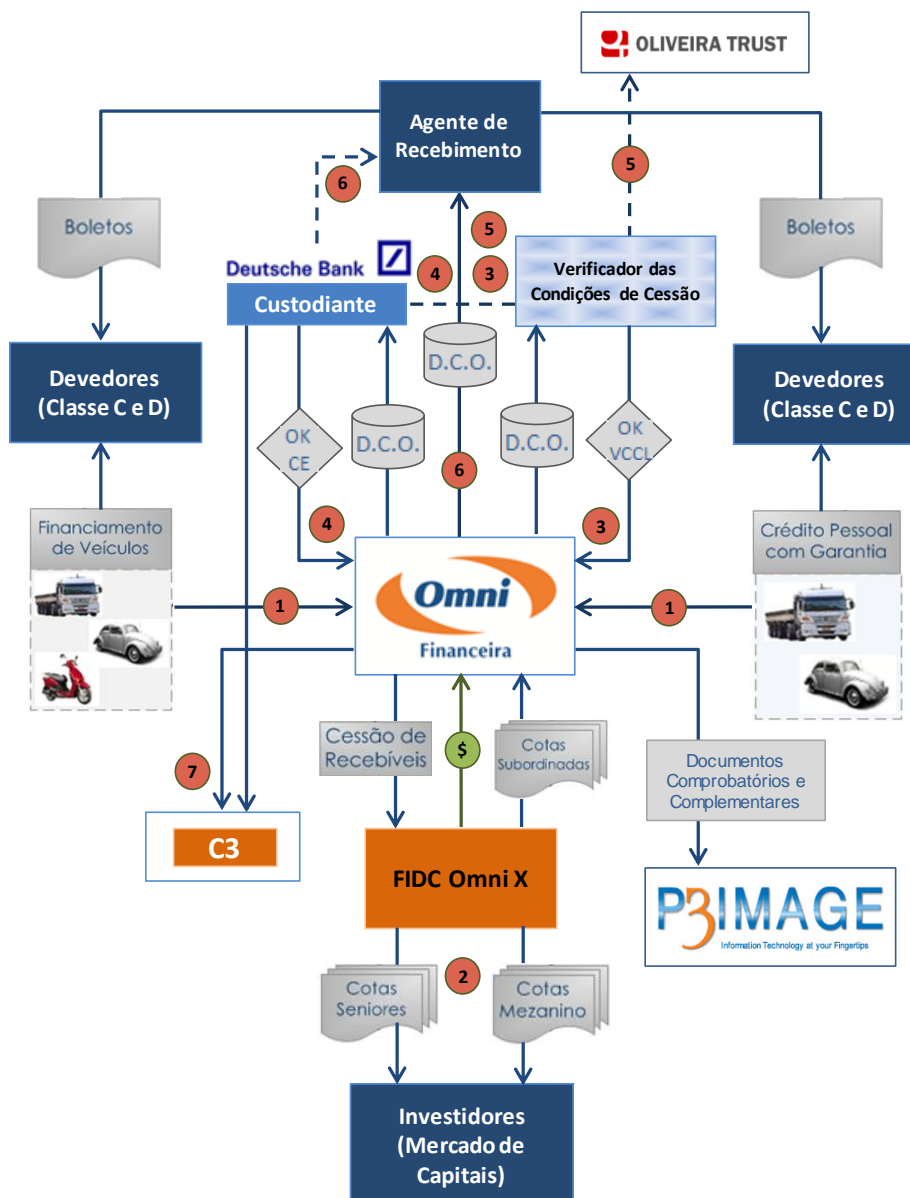 OLIVEIRA TRUST
Agente de
Recebimento
5
6
Boletos
5
Boletos
Deutsche Bank
4
3
Verificador das
Condições de Cessão
Custodiante
D.C.O.
Devedores
(Classe C e D)
Devedores
(Classe C e D)
OK
CE
D.C.O.
D.C.O.
OK
VCCL
6
Financiamento
de Veículos
4
3
Crédito Pessoal
com Garantia
Omni
Financeira
1
1
Cessão de
Recebíveis
$
Cotas
Subordinadas
Documentos
Comprobatórios e
Complementares
7
C3
FIDC Omni X
P3IMAGE
Information Technology at your Fingertips
2
Cotas
Seniores
Cotas
Mezanino
Investidores
(Mercado de
Capitais)